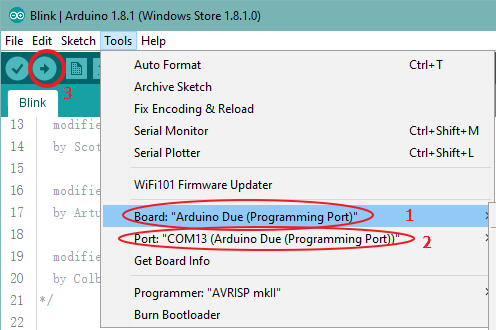 Blink | Arduino 1.8.1 (Windows Store 1.8.1.0)
File Edit Sketch Tools Help
Auto Format Ctrl+T
Archive Sketch
Fix Encoding & Reload
Serial Monitor Ctrl+Shift+M
Serial Plotter Ctrl+Shift+L
WiFi101 Firmware Updater
Board: "Arduino Due (Programming Port)" 1
Port: "COM13 (Arduino Due (Programming Port))" 2
Get Board Info
Programmer: "AVRISP mkII"
Burn Bootloader
3
Blink
13 modifie
14 by Scot
15
16 modifie
17 by Artu
18
19 modifie
20 by Colb
21 */
22